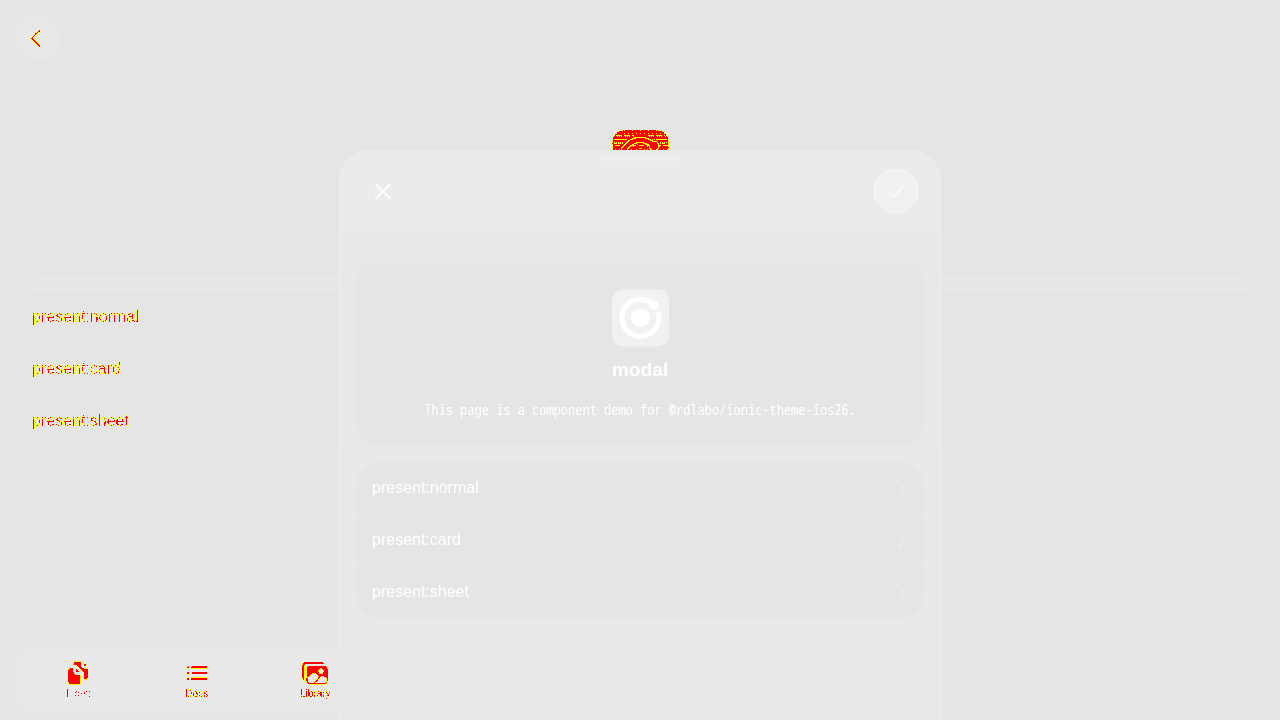 present:normal
present:card
present:sheet
modal
This page is a component demo for @rdlabo/ionic-theme-ios26.
present:normal
present:card
present:sheet
Docs
Library